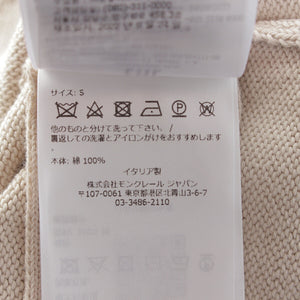 サイズ: S
他のものと分けて洗って下さい。/
裏返しての洗濯とアイロンがけをおすすめします
。
本体: 綿 100%
イタリア製
株式会社モンクレール ジャパン
〒107-0061 東京都港区北青山3-6-7
03-3486-2110